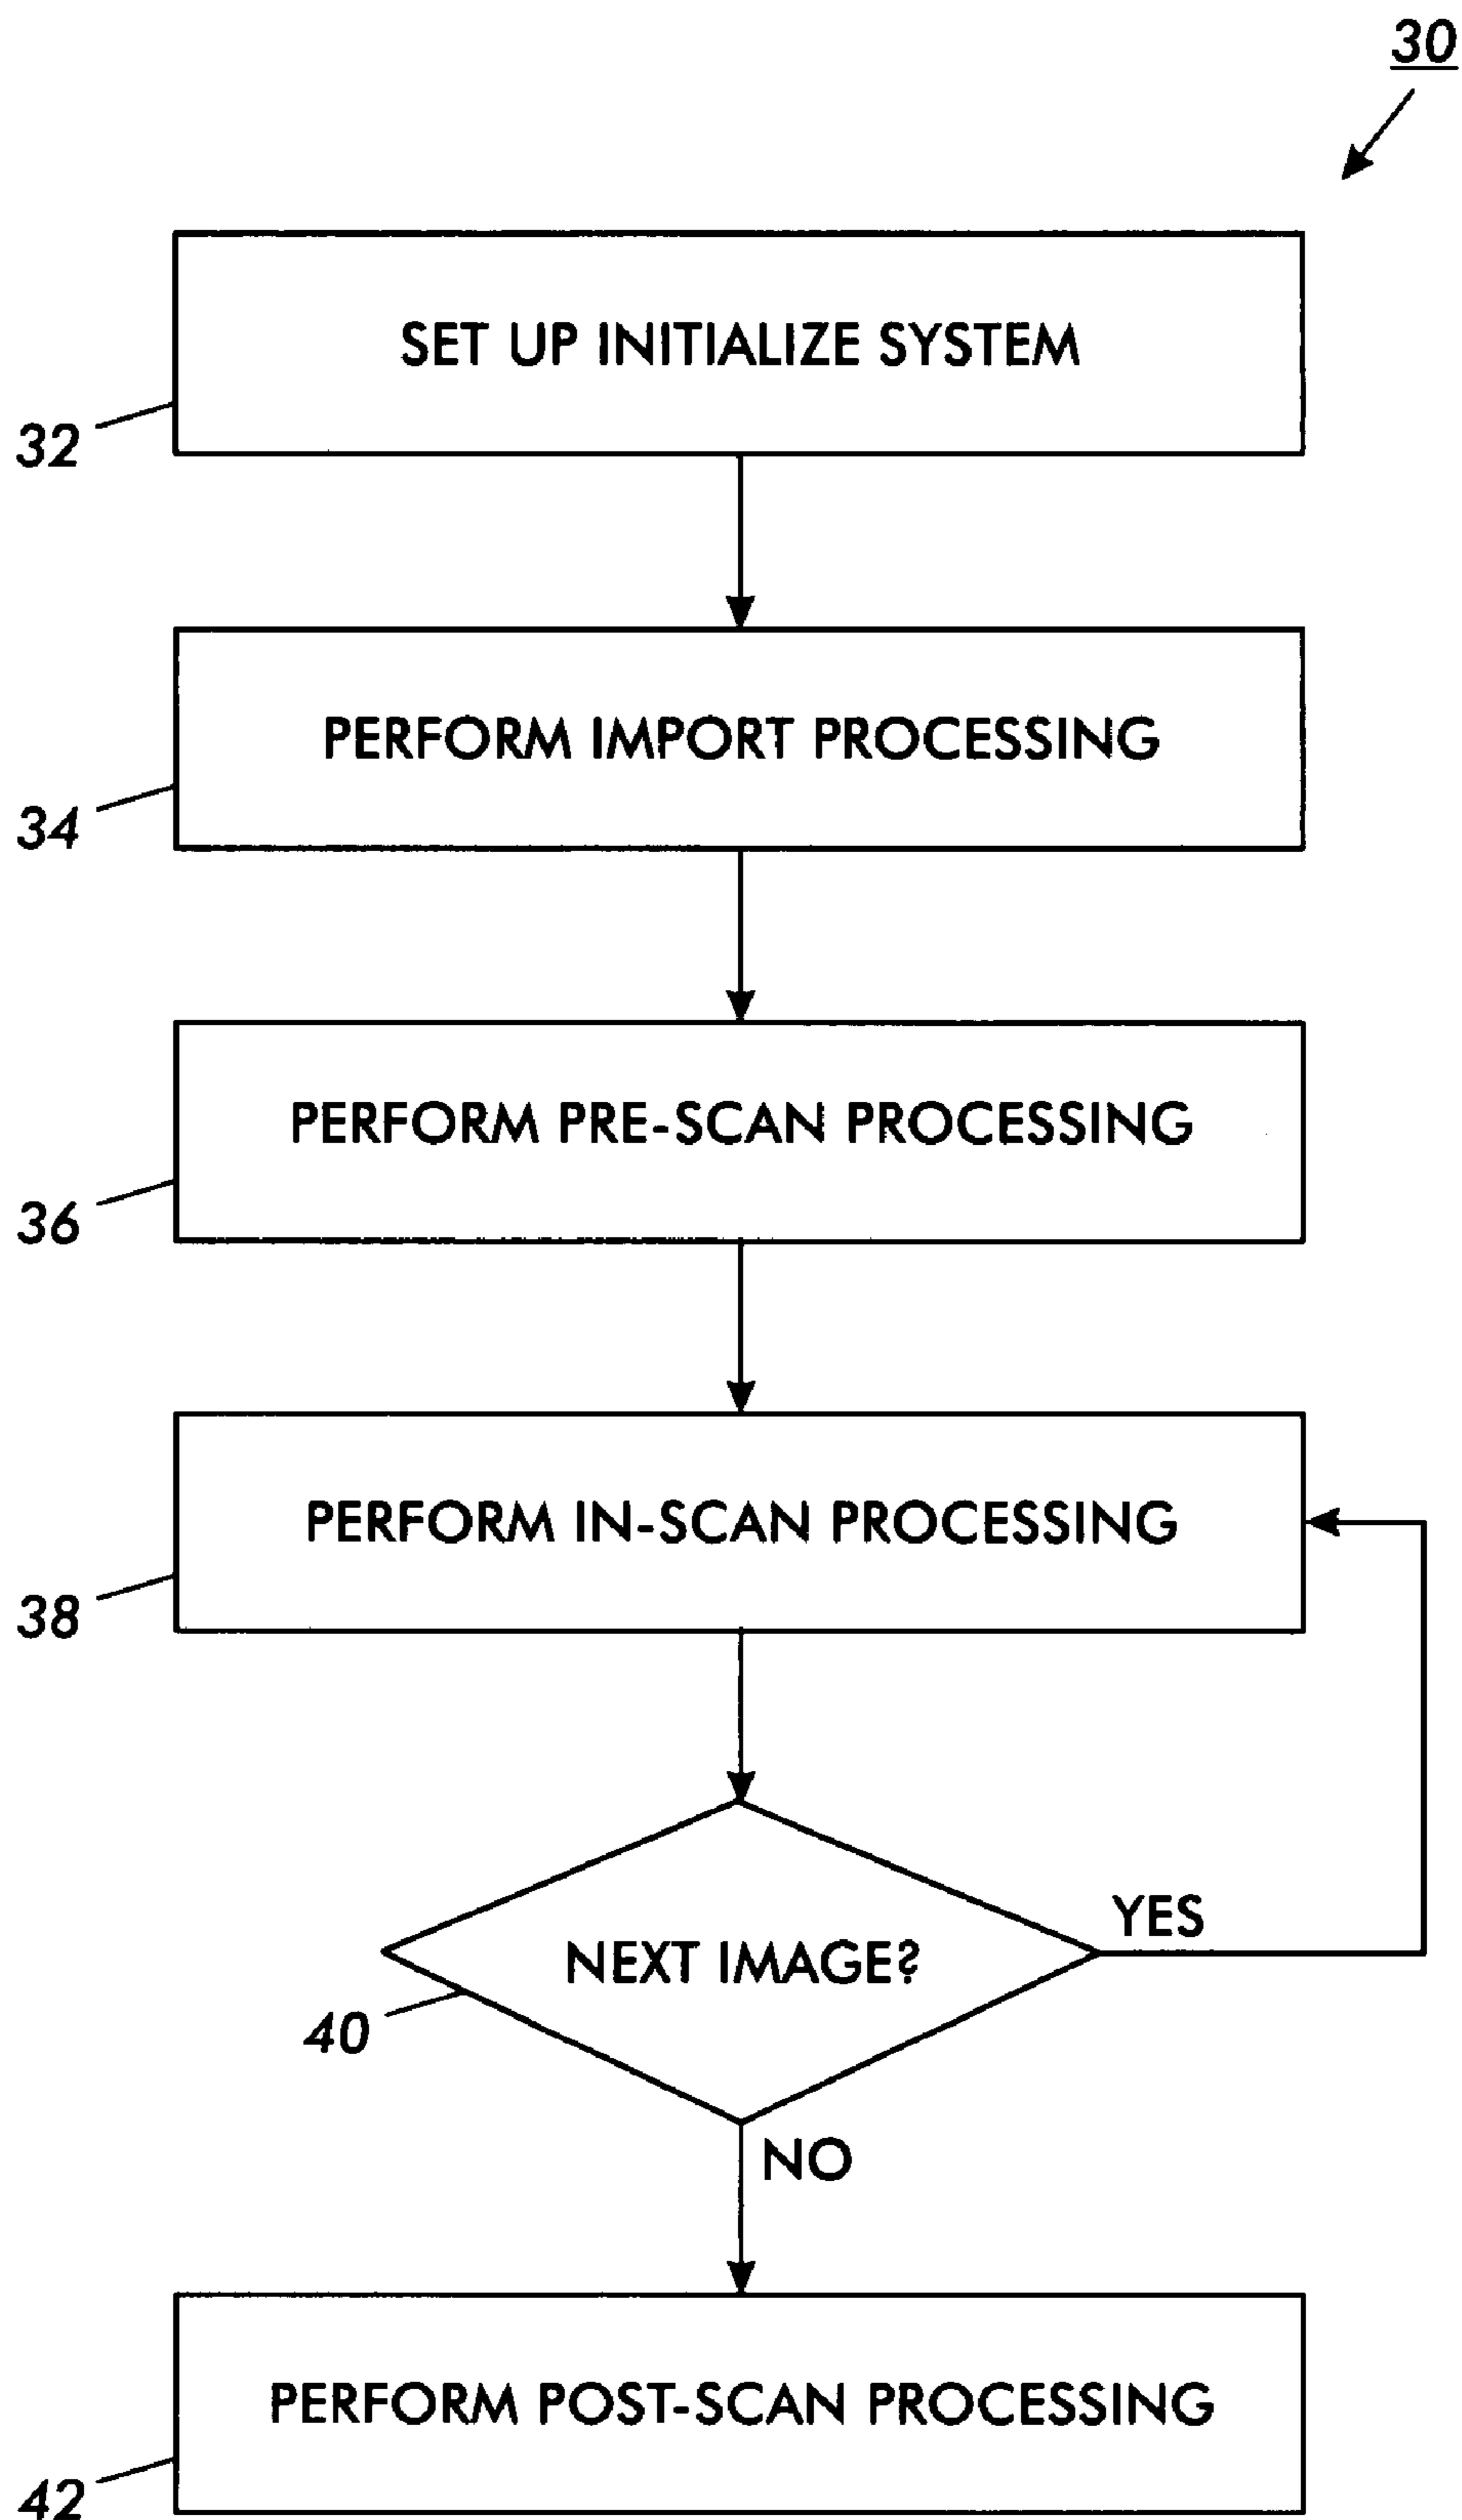 30
SET UP INITIALIZE SYSTEM
32
PERFORM IMPORT PROCESSING
34
PERFORM PRE-SCAN PROCESSING
36
PERFORM IN-SCAN PROCESSING
38
YES
NEXT IMAGE?
40
NO
PERFORM POST-SCAN PROCESSING
42